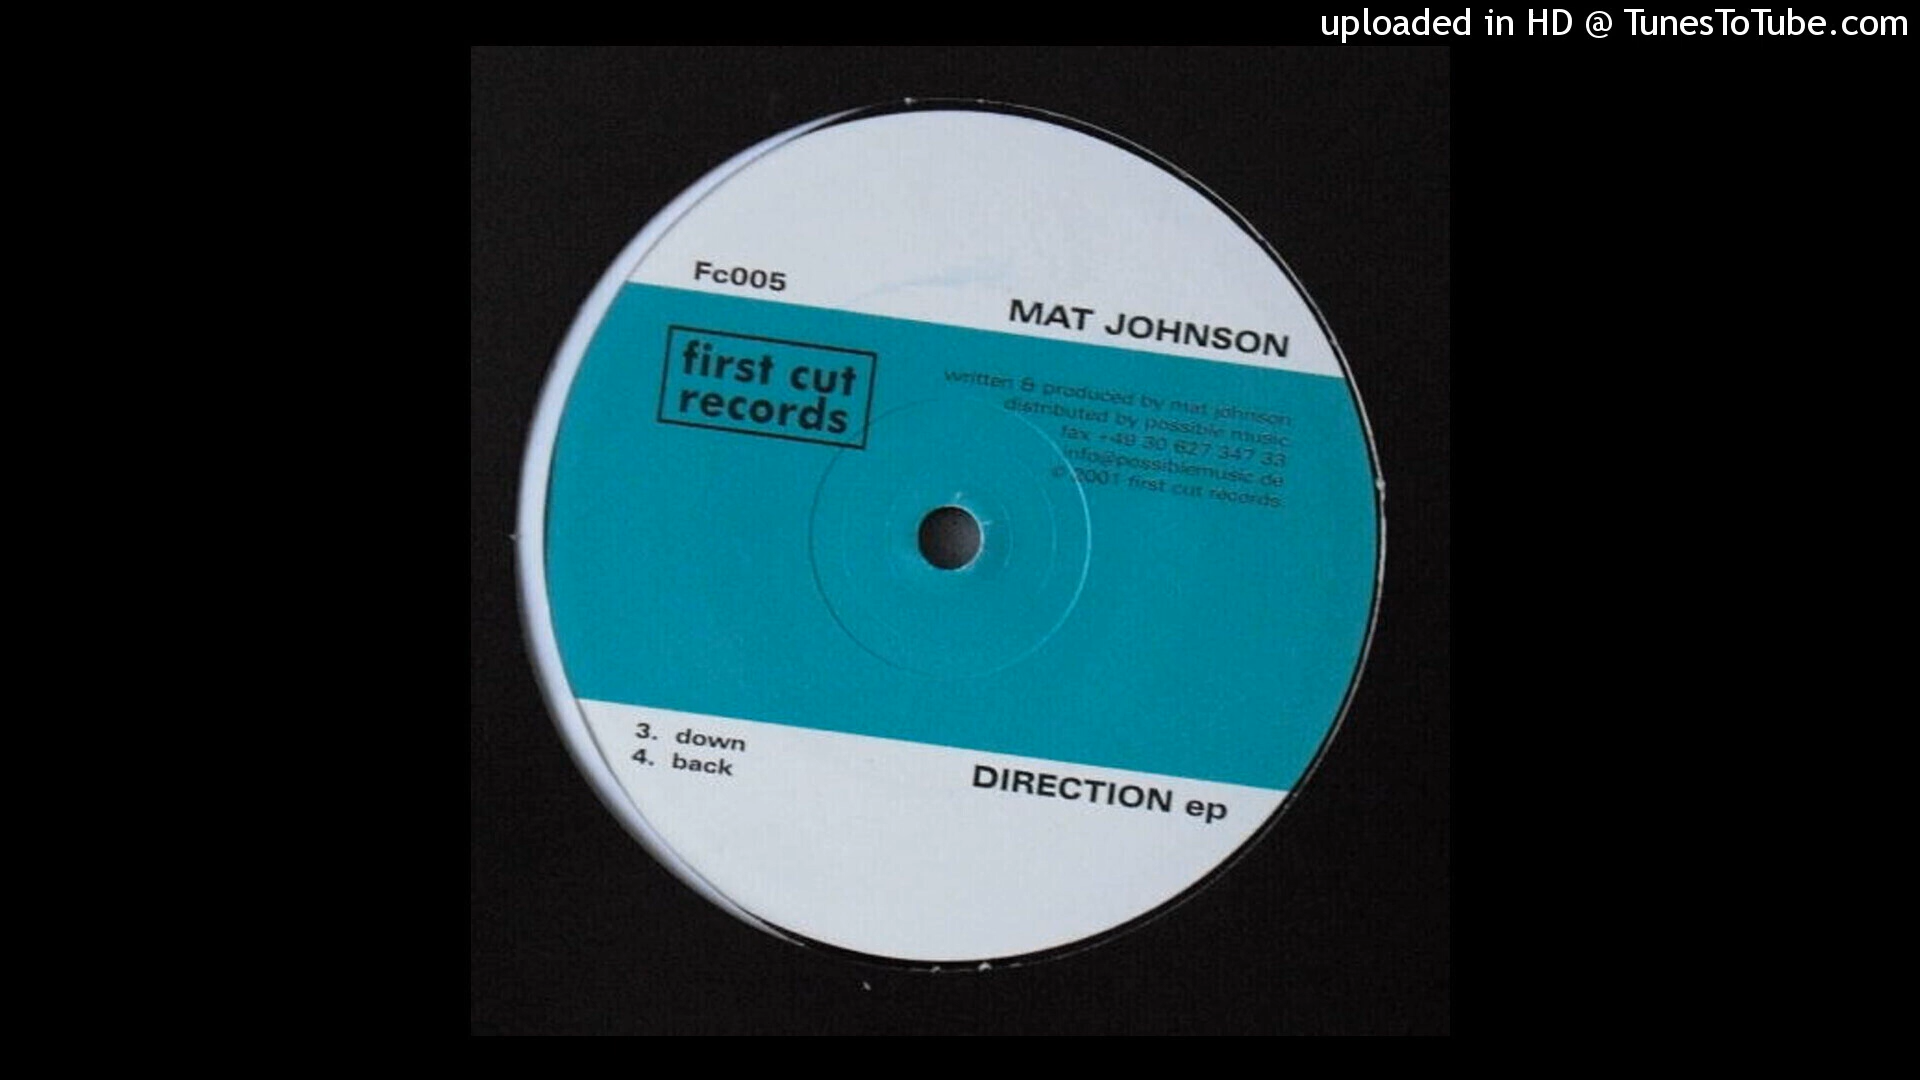 uploaded in HD @ TunesToTube.com
Fc005
MAT JOHNSON
first cut
records
written & produced by mat johnson
distributed by possible music
fax +49 30 627 347 33
info@possiblemusic.de
© 2001 first cut records
3. down
4. back
DIRECTION ep